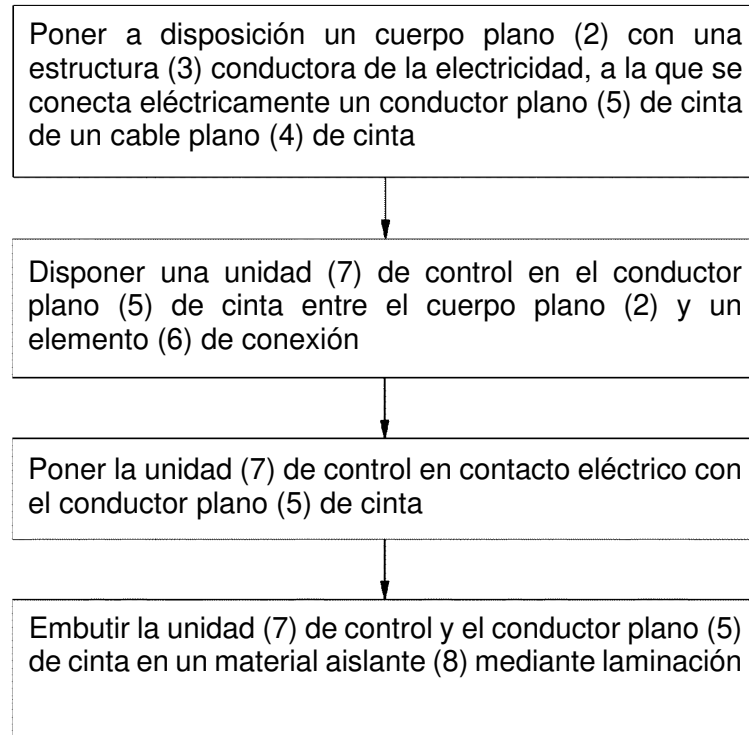 Poner a disposición un cuerpo plano (2) con una
estructura (3) conductora de la electricidad, a la que se
conecta eléctricamente un conductor plano (5) de cinta
de un cable plano (4) de cinta
Disponer una unidad (7) de control en el conductor
plano (5) de cinta entre el cuerpo plano (2) y un
elemento (6) de conexión
Poner la unidad (7) de control en contacto eléctrico con
el conductor plano (5) de cinta
Embutir la unidad (7) de control y el conductor plano (5)
de cinta en un material aislante (8) mediante laminación